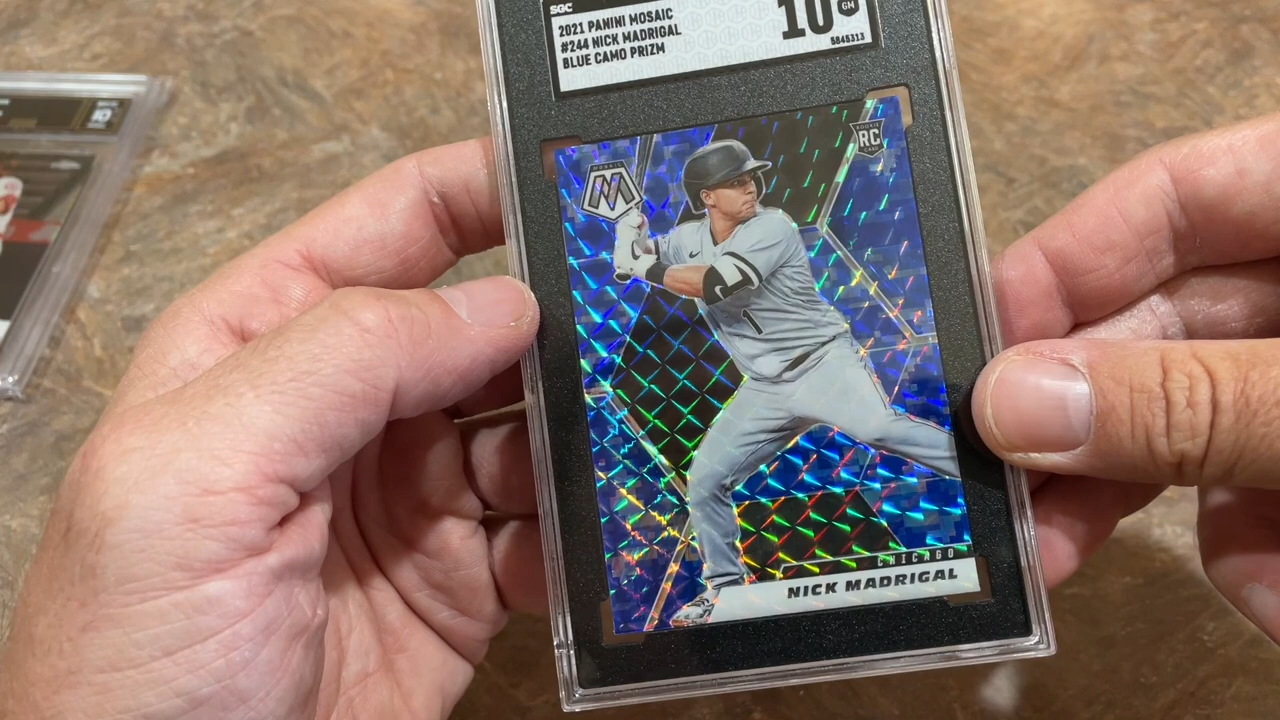 SGC
2021 PANINI MOSAIC
#244 NICK MADRIGAL
BLUE CAMO PRIZM
10
GM
5845313
ROOKIE
RC
CARD
MOSAIC
M
1
CHICAGO
NICK MADRIGAL